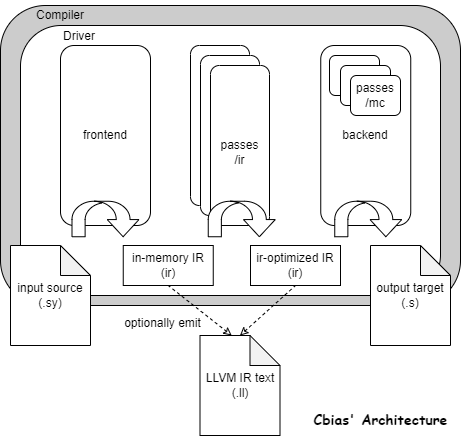 Compiler
Driver
frontend
passes
/ir
passes
/mc
backend
input source
(.sy)
in-memory IR
(ir)
ir-optimized IR
(ir)
output target
(.s)
optionally emit
LLVM IR text
(.ll)
Cbias' Architecture